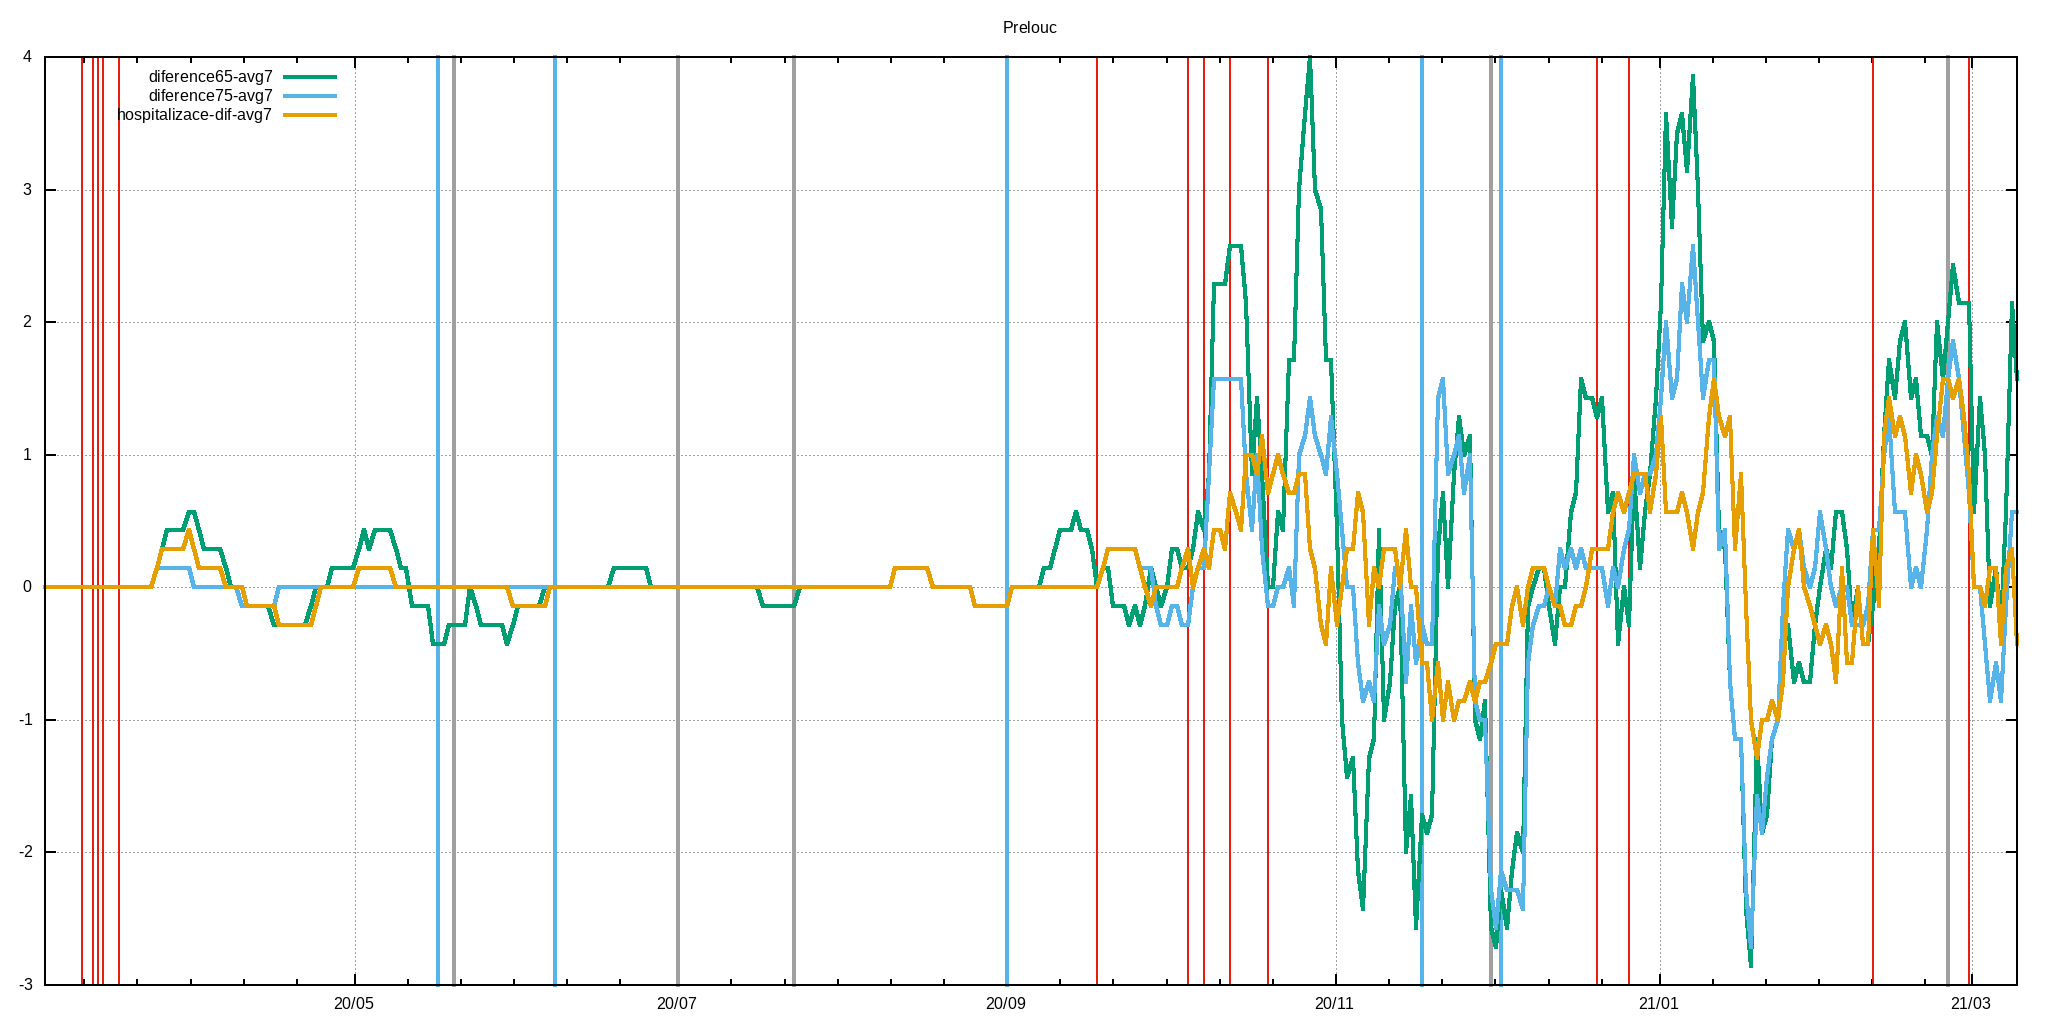 Prelouc
4
diference65-avg7
diference75-avg7
hospitalizace-dif-avg7
3
2
1
0
-1
-2
-3
20/05 20/07 20/09 20/11 21/01 21/03